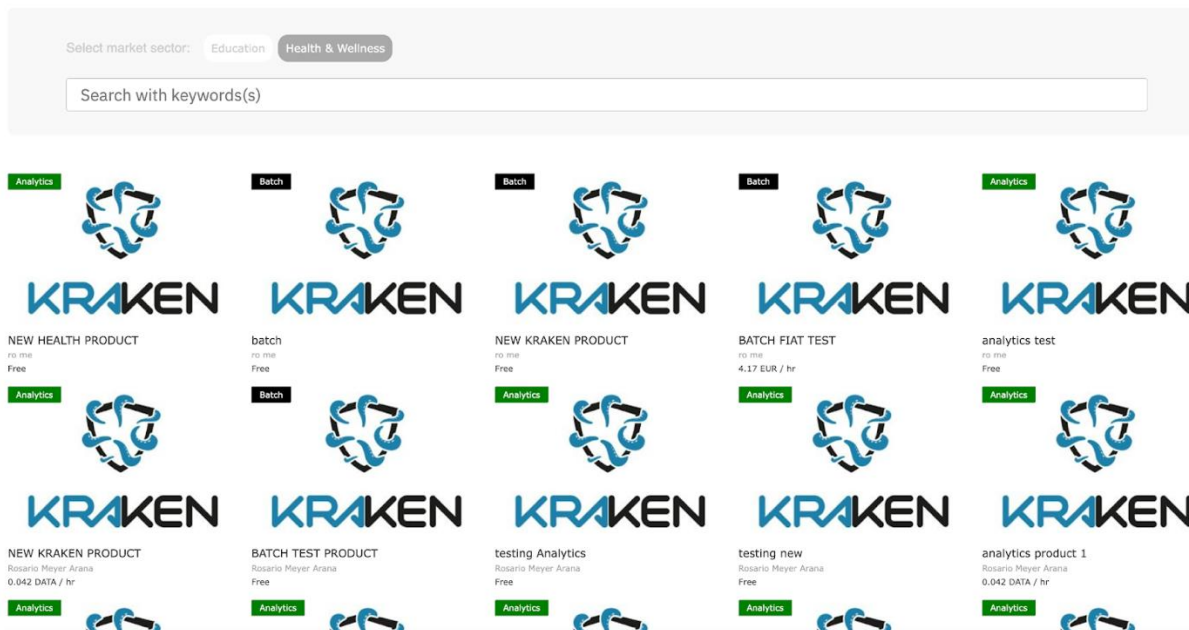 Select market sector: Education Health & Wellness
Search with keywords(s)
Analytics Batch Batch Batch Analytics
KRAKEN KRAKEN KRAKEN KRAKEN KRAKEN
NEW HEALTH PRODUCT batch NEW KRAKEN PRODUCT BATCH FIAT TEST analytics test
ro me ro me ro me ro me ro me
Free Free Free 4.17 EUR / hr Free
Analytics Batch Analytics Analytics Analytics
KRAKEN KRAKEN KRAKEN KRAKEN KRAKEN
NEW KRAKEN PRODUCT BATCH TEST PRODUCT testing Analytics testing new analytics product 1
Rosario Meyer Arana Rosario Meyer Arana Rosario Meyer Arana Rosario Meyer Arana Rosario Meyer Arana
0.042 DATA / hr Free Free Free 0.042 DATA / hr
Analytics Analytics Analytics Analytics Analytics